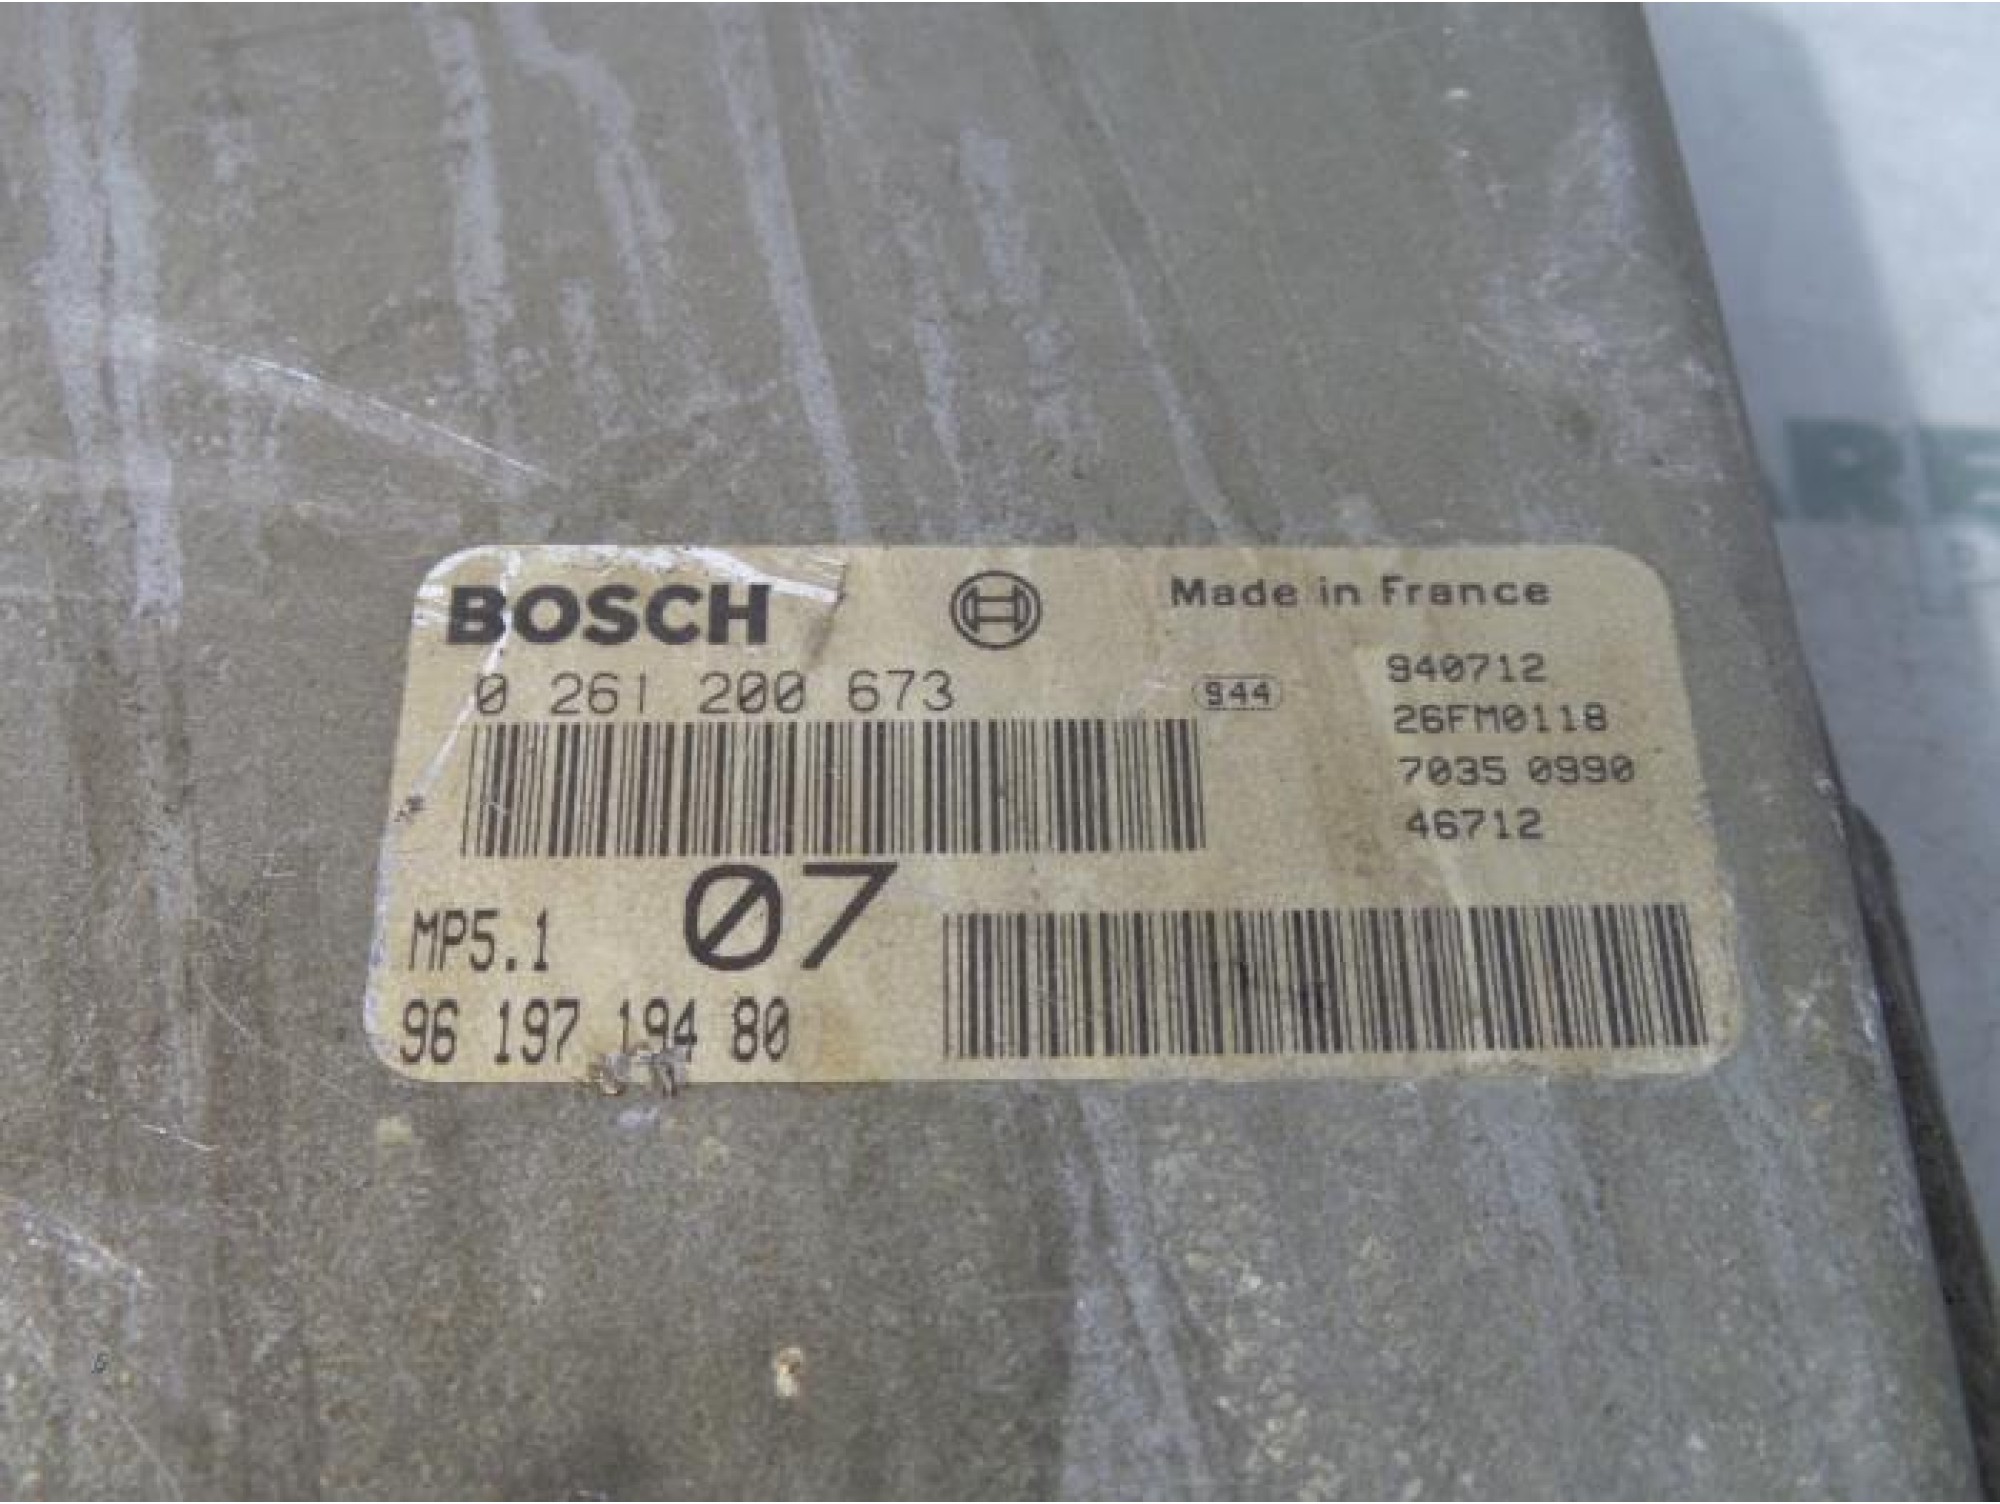 BOSCH
Made in France
0 261 200 673
944
940712
26FM0118
7035 0990
46712
MP5.1
07
96 197 194 80